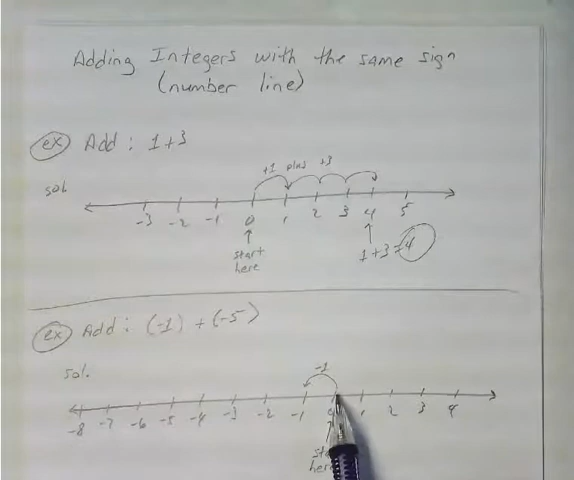 Adding Integers with the same sign
(number line)
ex Add: 1+3
+1 plus +3
sol.
-3 -2 -1 0 1 2 3 4 5
start
here
1+3=4
ex Add: (-1) + (-5)
sol.
-1
-8 -7 -6 -5 -4 -3 -2 -1 0 1 2 3 4